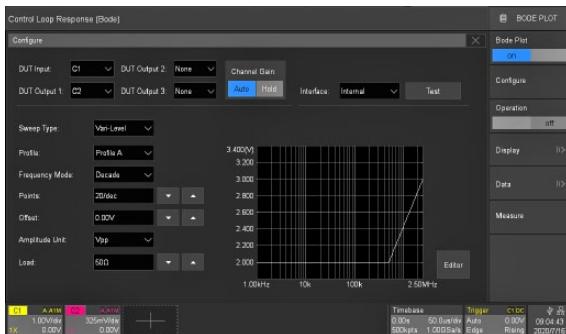 Control Loop Response [Bode]
BODE PLOT
Configure
Bode Plot
on
DUT Input: C1 DUT Output 2: None Channel Gain:
DUT Output 1: C2 DUT Output 3: None Auto Hold Interface: Internal Test
Configure
Operation
off
Sweep Type: Vari-Level
Profile: Profile A
Frequency Mode: Decade
Points: 20/dec
Offset: 0.00V
Amplitude Unit: Vpp
Load: 50Ω
3.400(V)
3.200
3.000
2.800
2.600
2.400
2.200
2.000
1.00kHz 10k 100k 2.50MHz
Editor
Display
Data
Measure
C1
1X 1.00V/div
0.00V
C2
325mV/div
0.00V
Timebase
0.00s 50.0us/div
500kpts 1.00GSa/s
Trigger C1 DC
Auto 0.00V
Edge Rising
09:04:43
2020/7/16